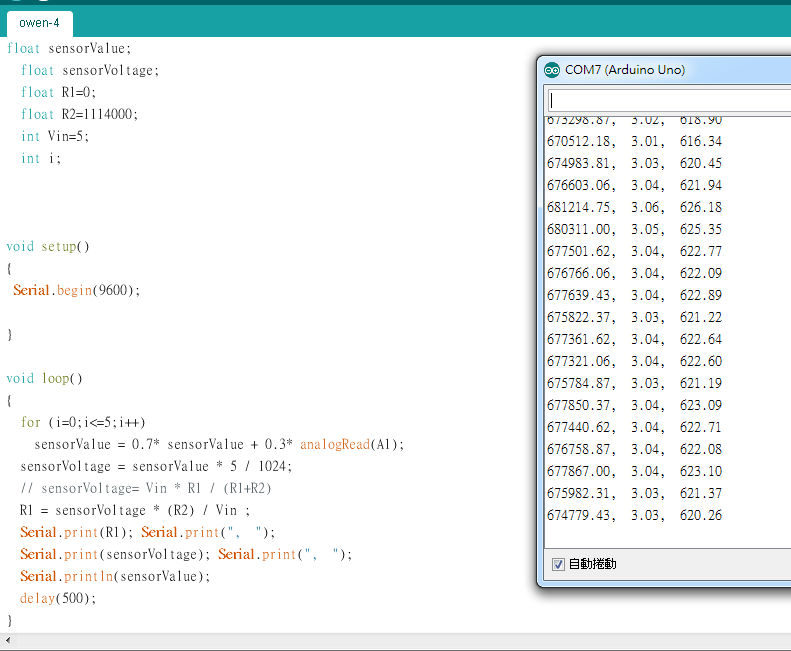 owen-4
float sensorValue;
float sensorVoltage;
float R1=0;
float R2=1114000;
int Vin=5;
int i;
void setup()
{
Serial.begin(9600);
}
void loop()
{
for (i=0;i<=5;i++)
sensorValue = 0.7* sensorValue + 0.3* analogRead(A1);
sensorVoltage = sensorValue * 5 / 1024;
// sensorVoltage= Vin * R1 / (R1+R2)
R1 = sensorVoltage * (R2) / Vin ;
Serial.print(R1); Serial.print(",  ");
Serial.print(sensorVoltage); Serial.print(",  ");
Serial.println(sensorValue);
delay(500);
}
COM7 (Arduino Uno)
673298.87,  3.02,  618.90
670512.18,  3.01,  616.34
674983.81,  3.03,  620.45
676603.06,  3.04,  621.94
681214.75,  3.06,  626.18
680311.00,  3.05,  625.35
677501.62,  3.04,  622.77
676766.06,  3.04,  622.09
677639.43,  3.04,  622.89
675822.37,  3.03,  621.22
677361.62,  3.04,  622.64
677321.06,  3.04,  622.60
675784.87,  3.03,  621.19
677850.37,  3.04,  623.09
677440.62,  3.04,  622.71
676758.87,  3.04,  622.08
677867.00,  3.04,  623.10
675982.31,  3.03,  621.37
674779.43,  3.03,  620.26
自動捲動